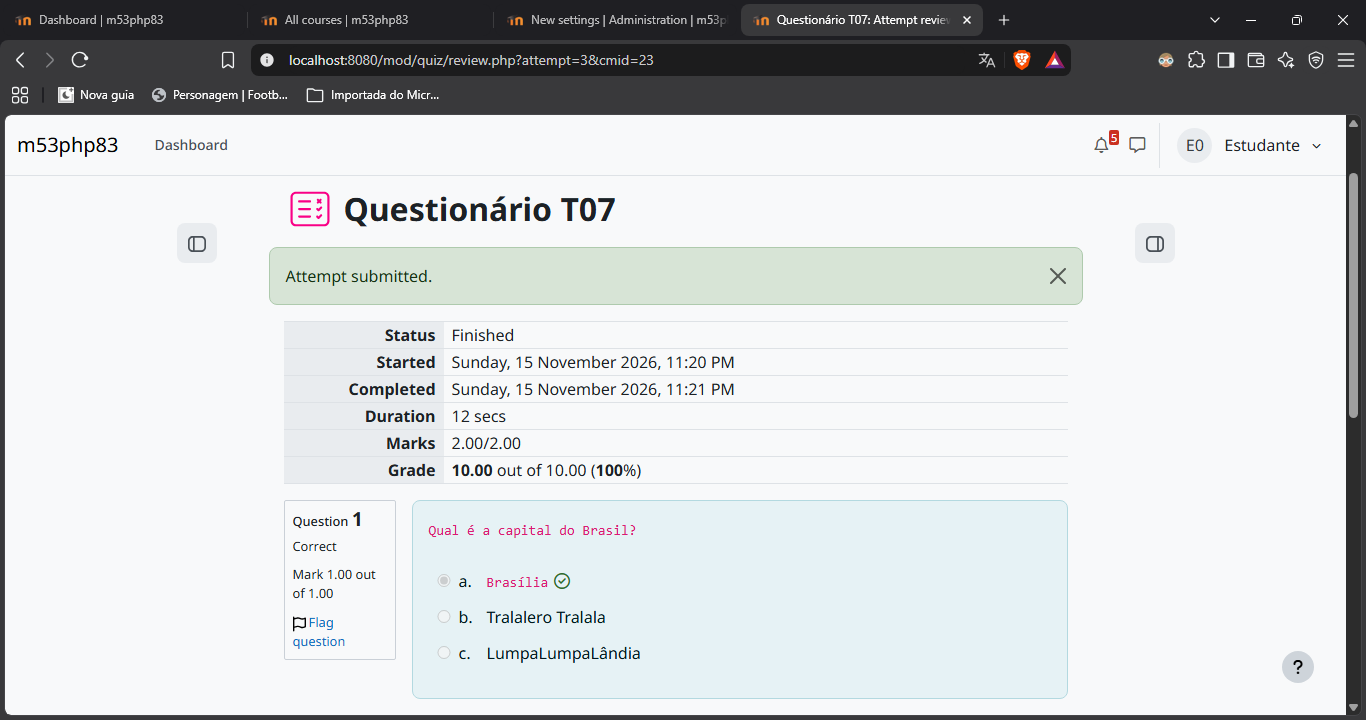 Dashboard | m53php83
All courses | m53php83
New settings | Administration | m53p
Questionário T07: Attempt revie
localhost:8080/mod/quiz/review.php?attempt=3&cmid=23
Nova guia
Personagem | Footb...
Importada do Micr...
m53php83
Dashboard
5
E0
Estudante
Questionário T07
Attempt submitted.
Status Finished
Started Sunday, 15 November 2026, 11:20 PM
Completed Sunday, 15 November 2026, 11:21 PM
Duration 12 secs
Marks 2.00/2.00
Grade 10.00 out of 10.00 (100%)
Question 1
Correct
Mark 1.00 out
of 1.00
Flag
question
Qual é a capital do Brasil?
a. Brasília
b. Tralalero Tralala
c. LumpaLumpaLândia
?